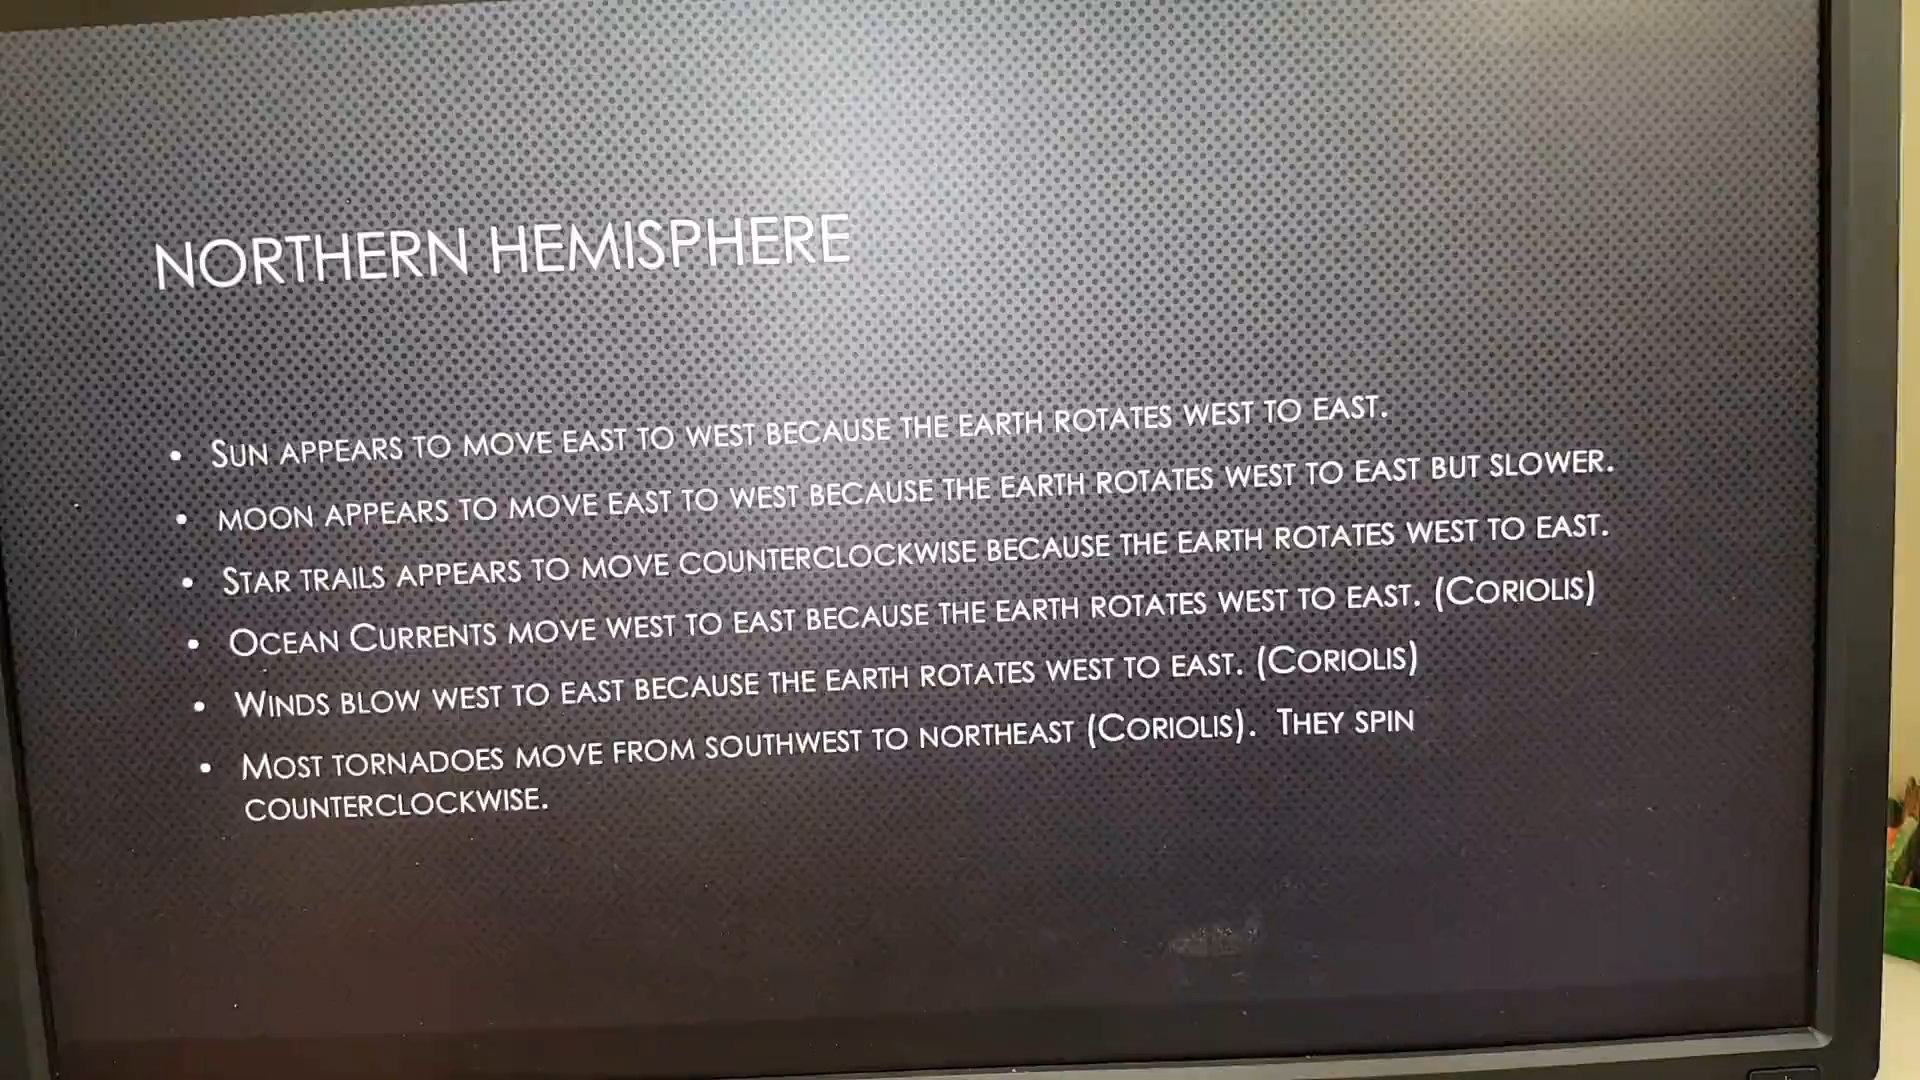 NORTHERN HEMISPHERE
• SUN APPEARS TO MOVE EAST TO WEST BECAUSE THE EARTH ROTATES WEST TO EAST.
• MOON APPEARS TO MOVE EAST TO WEST BECAUSE THE EARTH ROTATES WEST TO EAST BUT SLOWER.
• STAR TRAILS APPEARS TO MOVE COUNTERCLOCKWISE BECAUSE THE EARTH ROTATES WEST TO EAST.
• OCEAN CURRENTS MOVE WEST TO EAST BECAUSE THE EARTH ROTATES WEST TO EAST. (CORIOLIS)
• WINDS BLOW WEST TO EAST BECAUSE THE EARTH ROTATES WEST TO EAST. (CORIOLIS)
• MOST TORNADOES MOVE FROM SOUTHWEST TO NORTHEAST (CORIOLIS). THEY SPIN
COUNTERCLOCKWISE.